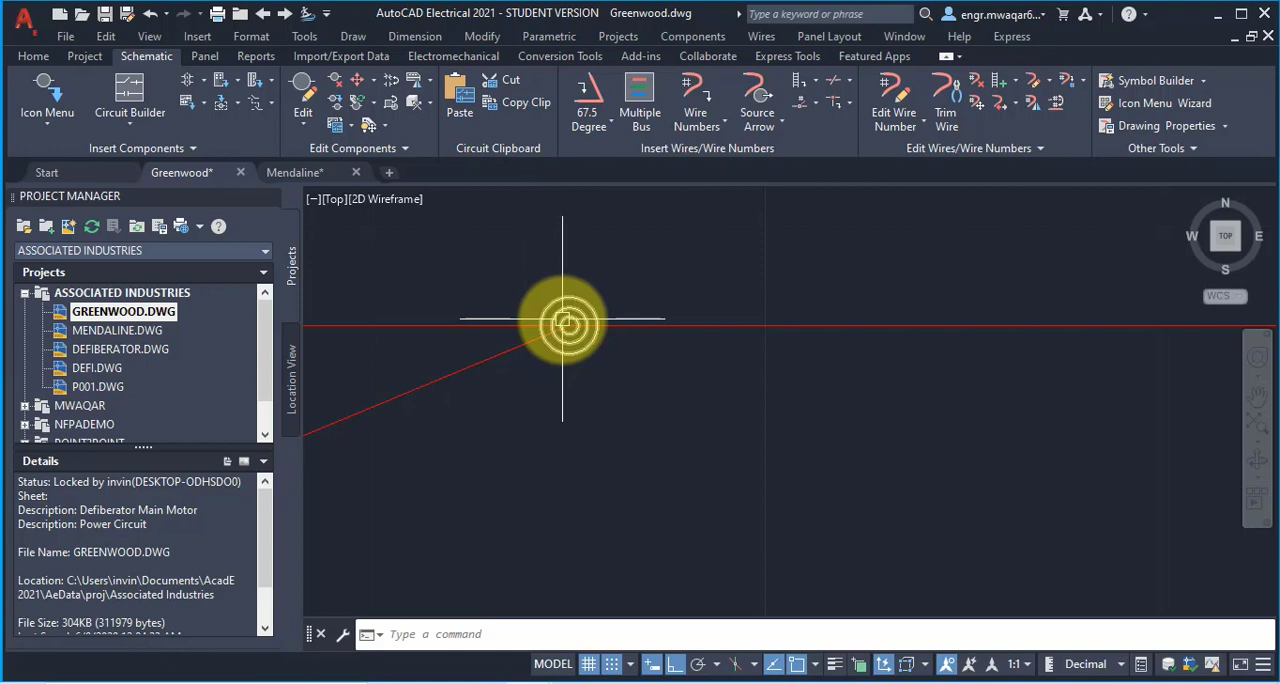 AutoCAD Electrical 2021 - STUDENT VERSION Greenwood.dwg Type a keyword or phrase engr.mwaqar6...
File Edit View Insert Format Tools Draw Dimension Modify Parametric Projects Components Wires Panel Layout Window Help Express
Home Project Schematic Panel Reports Import/Export Data Electromechanical Conversion Tools Add-ins Collaborate Express Tools Featured Apps
Icon Menu
Circuit Builder
Insert Components
Edit
Edit Components
Paste
Cut
Copy Clip
Circuit Clipboard
67.5
Degree
Multiple
Bus
Wire
Numbers
Source
Arrow
Insert Wires/Wire Numbers
Edit Wire
Number
Trim
Wire
Edit Wires/Wire Numbers
Symbol Builder
Icon Menu Wizard
Drawing Properties
Other Tools
Start Greenwood* Mendaline*
PROJECT MANAGER
ASSOCIATED INDUSTRIES
Projects
ASSOCIATED INDUSTRIES
GREENWOOD.DWG
MENDALINE.DWG
DEFIBERATOR.DWG
DEFI.DWG
P001.DWG
MWAQAR
NFPADEMO
POINT2POINT
Projects
Location View
Details
Status: Locked by invin(DESKTOP-ODHSDO0)
Sheet:
Description: Defiberator Main Motor
Description: Power Circuit
File Name: GREENWOOD.DWG
Location: C:\Users\invin\Documents\AcadE
2021\AeData\proj\Associated Industries
File Size: 304KB (311979 bytes)
[−][Top][2D Wireframe]
N
W TOP E
S
WCS
Type a command
MODEL 1:1 Decimal